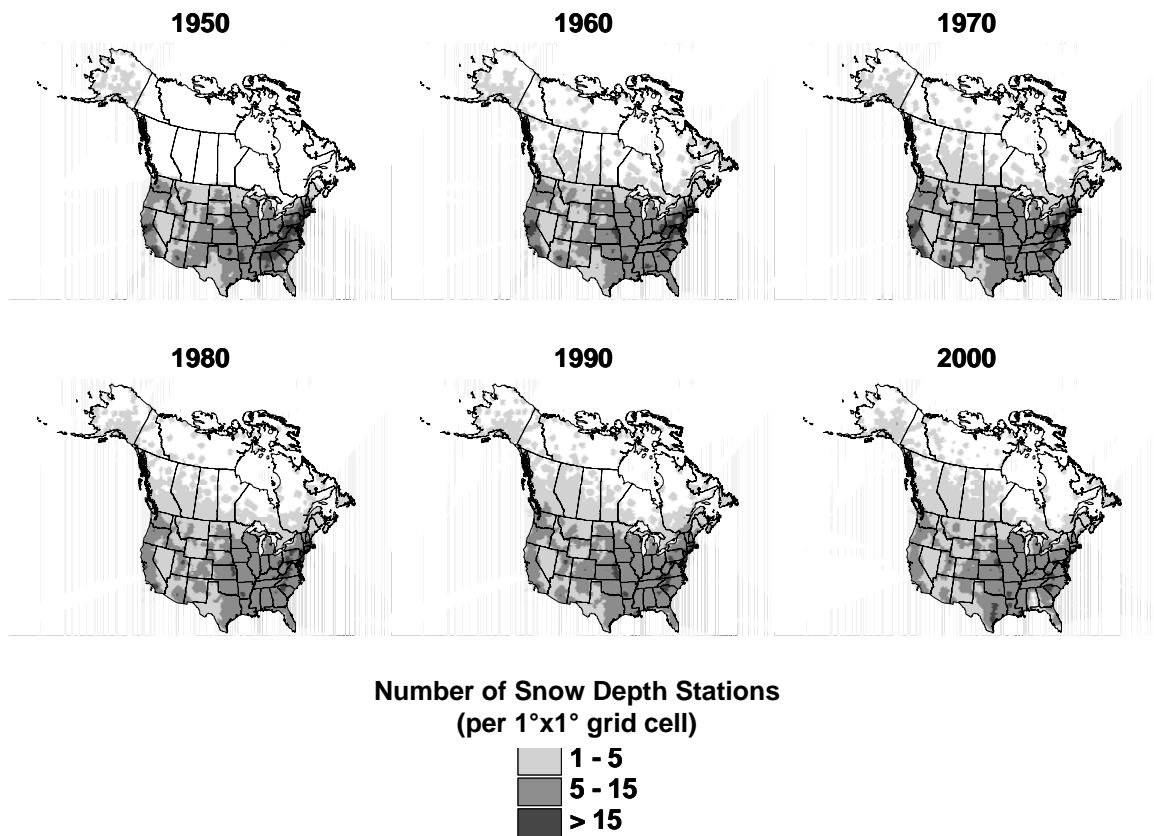 1950
1960
1970
1980
1990
2000
Number of Snow Depth Stations
(per 1°x1° grid cell)
1 - 5
5 - 15
> 15